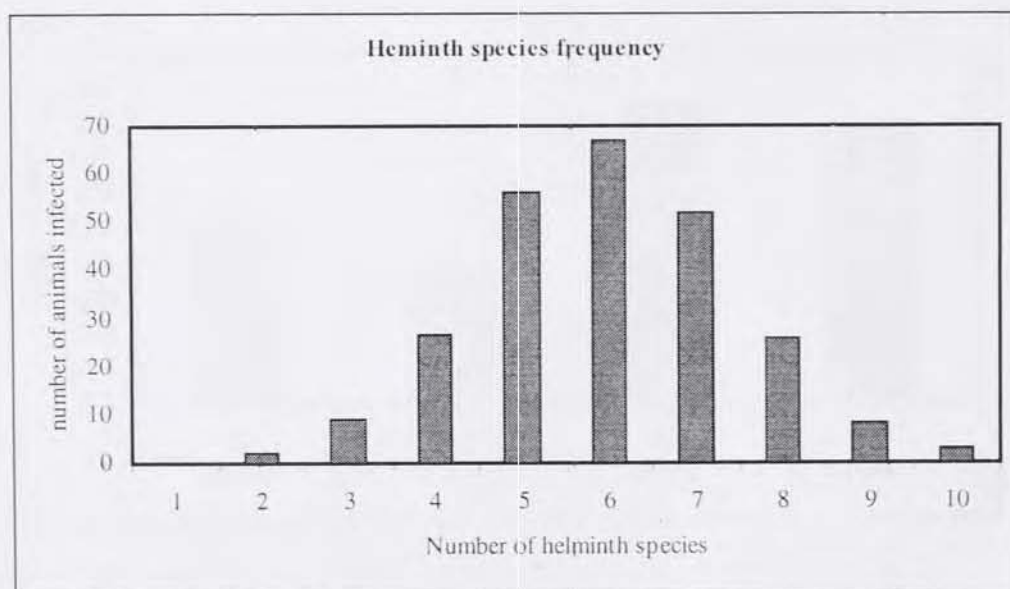 Heminth species frequency
number of animals infected
70
60
50
40
30
20
10
0
1 2 3 4 5 6 7 8 9 10
Number of helminth species